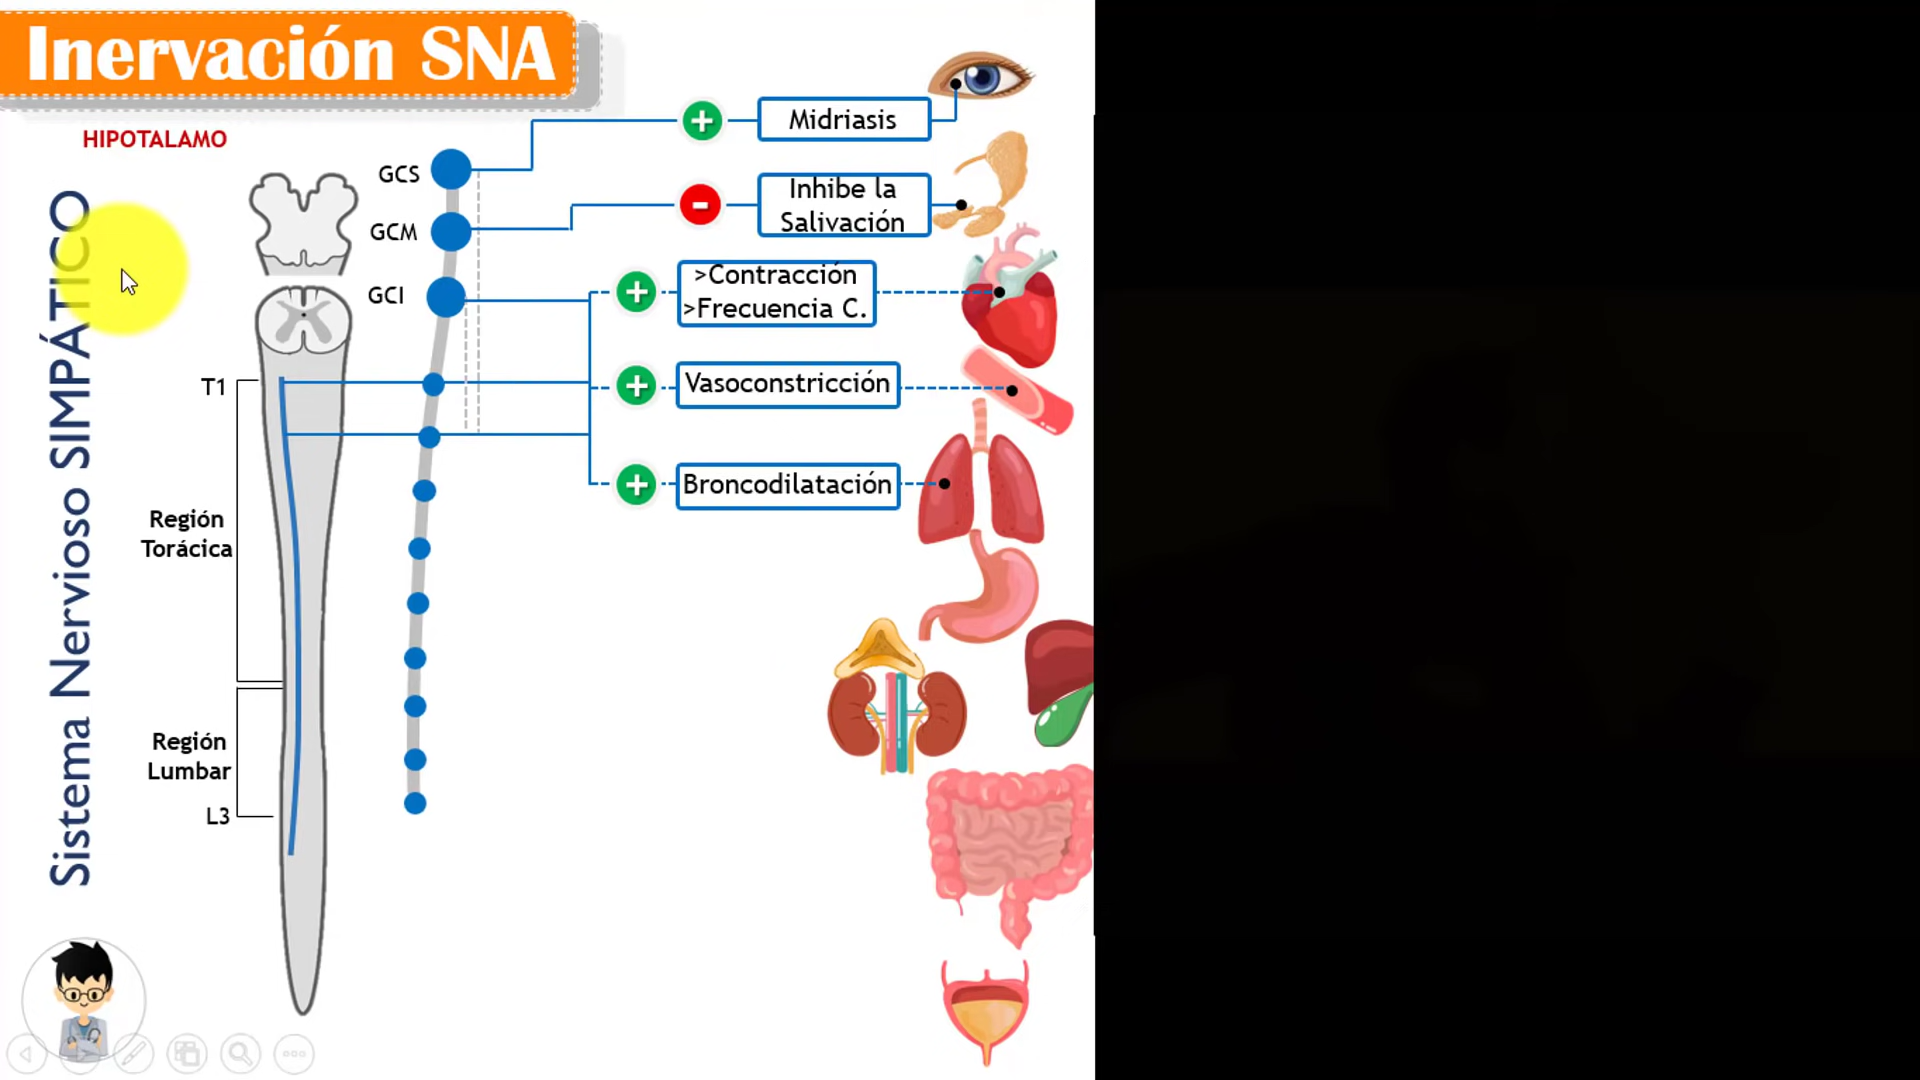 Inervación SNA
HIPOTALAMO
Sistema Nervioso SIMPÁTICO
GCS
GCM
GCI
T1
Región
Torácica
Región
Lumbar
L3
+
Midriasis
-
Inhibe la
Salivación
+
>Contracción
>Frecuencia C.
+
Vasoconstricción
+
Broncodilatación